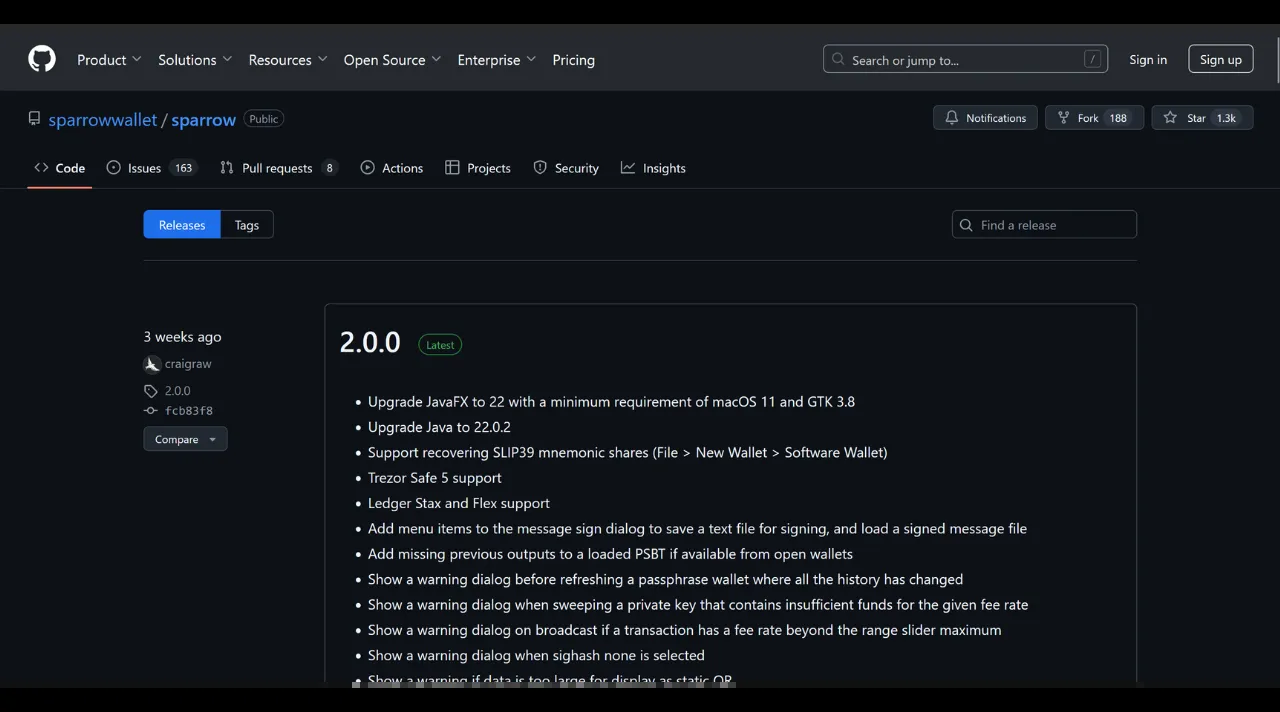 Product Solutions Resources Open Source Enterprise Pricing Search or jump to... / Sign in Sign up
sparrowwallet / sparrow Public Notifications Fork 188 Star 1.3k
Code Issues 163 Pull requests 8 Actions Projects Security Insights
Releases Tags Find a release
3 weeks ago
craigraw
2.0.0
fcb83f8
Compare
2.0.0 Latest
• Upgrade JavaFX to 22 with a minimum requirement of macOS 11 and GTK 3.8
• Upgrade Java to 22.0.2
• Support recovering SLIP39 mnemonic shares (File > New Wallet > Software Wallet)
• Trezor Safe 5 support
• Ledger Stax and Flex support
• Add menu items to the message sign dialog to save a text file for signing, and load a signed message file
• Add missing previous outputs to a loaded PSBT if available from open wallets
• Show a warning dialog before refreshing a passphrase wallet where all the history has changed
• Show a warning dialog when sweeping a private key that contains insufficient funds for the given fee rate
• Show a warning dialog on broadcast if a transaction has a fee rate beyond the range slider maximum
• Show a warning dialog when sighash none is selected
• Show a warning if data is too large for display as static QR